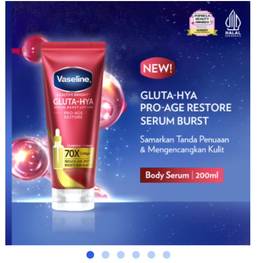 HALAL
NEW!
GLUTA-HYA
PRO-AGE RESTORE
SERUM BURST
Samarkan Tanda Penuaan
& Mengencangkan Kulit
Body Serum | 200ml
Vaseline
GLUTA-HYA
PRO-AGE
RESTORE
70X